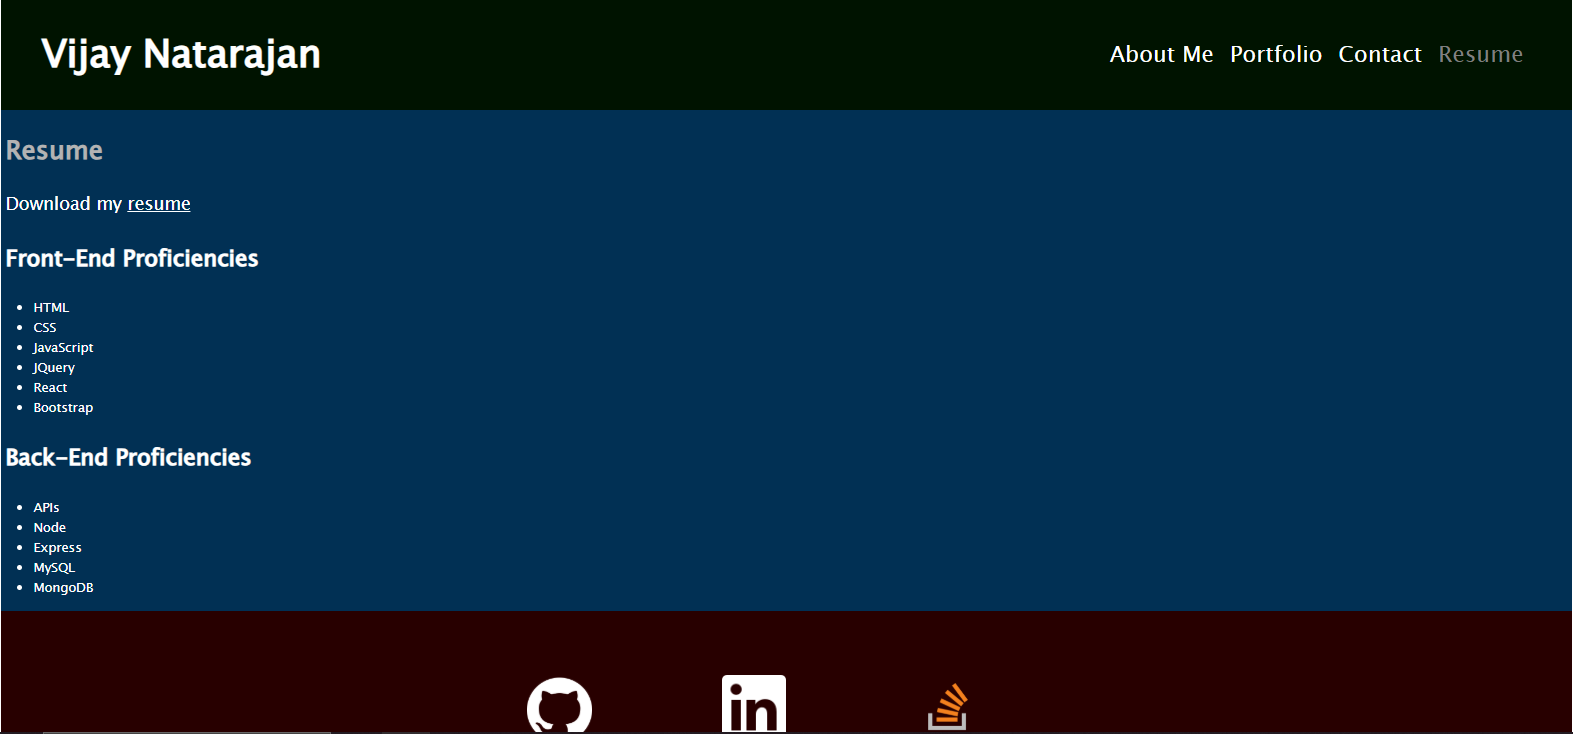 Vijay Natarajan
About Me Portfolio Contact Resume
Resume
Download my resume
Front-End Proficiencies
HTML
CSS
JavaScript
JQuery
React
Bootstrap
Back-End Proficiencies
APIs
Node
Express
MySQL
MongoDB
in